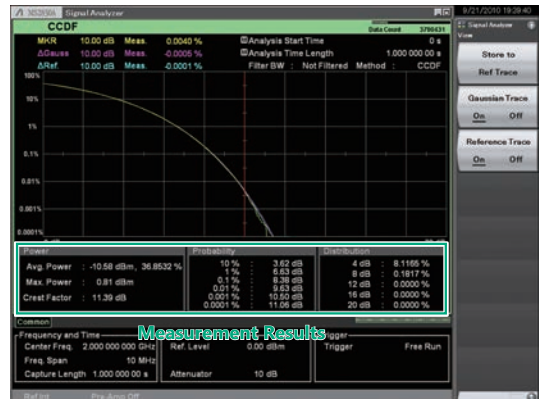 MS2690A Signal Analyzer 9/21/2010 19:29:40
CCDF
Data Count 3790431
MKR 10.00 dB Meas. 0.0040 % Analysis Start Time 0 s
ΔGauss 10.00 dB Meas. -0.0005 % Analysis Time Length 1.000 000 00 s
ΔRef. 10.00 dB Meas. -0.0001 % Filter BW : Not Filtered Method : CCDF
100%
10%
1%
0.1%
0.01%
0.001%
0.0001%
Signal Analyzer
View
Store to
Ref Trace
Gaussian Trace
On Off
Reference Trace
On Off
Power
Avg. Power : -10.58 dBm, 36.8532 %
Max. Power : 0.81 dBm
Crest Factor : 11.39 dB
Probability
10 % : 3.62 dB
1% : 6.63 dB
0.1% : 8.38 dB
0.01 % : 9.63 dB
0.001 % : 10.50 dB
0.0001 % : 11.06 dB
Distribution
4 dB : 8.1165 %
8 dB : 0.1817 %
12 dB : 0.0000 %
16 dB : 0.0000 %
20 dB : 0.0000 %
Measurement Results
Common
Frequency and Time
Center Freq. 2.000 000 000 GHz
Freq. Span 10 MHz
Capture Length 1.000 000 00 s
Ref. Level 0.00 dBm
Attenuator 10 dB
Trigger
Trigger Free Run
Ref.Int Pre-Amp Off